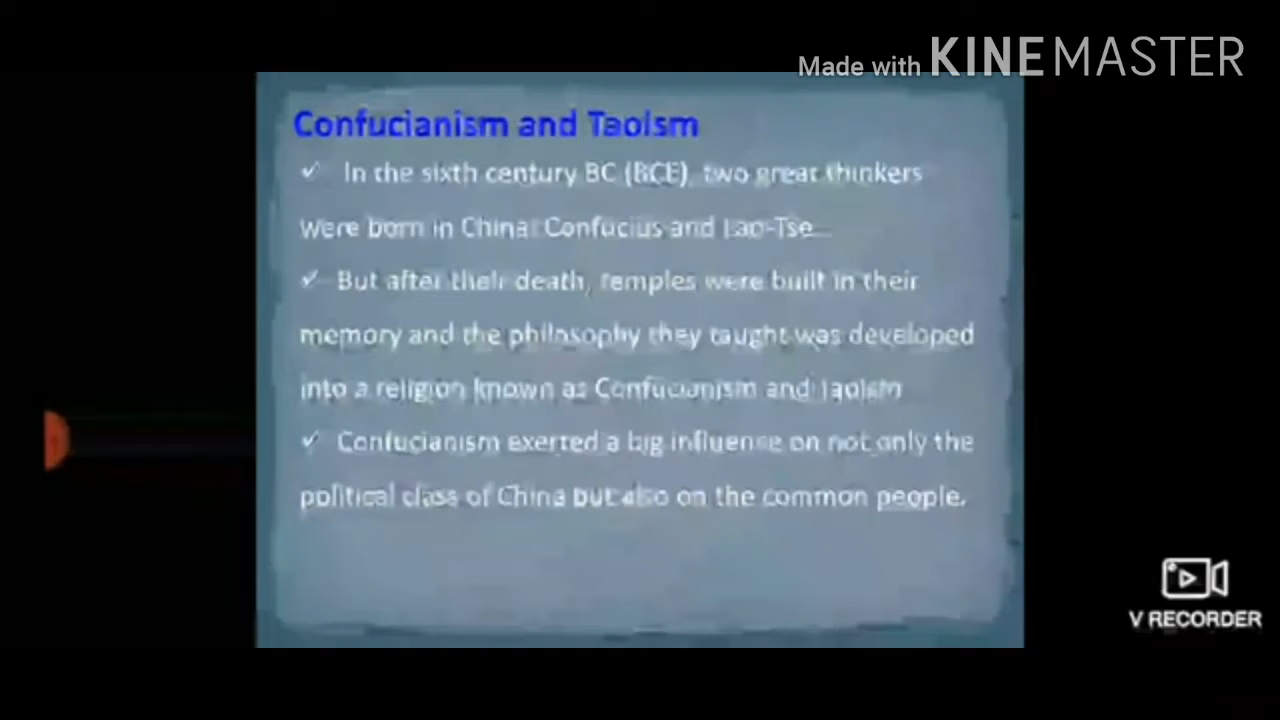 Made with KINEMASTER
Confucianism and Taoism
✓ In the sixth century BC (BCE), two great thinkers
were born in China: Confucius and Lao-Tse.
✓ But after their death, temples were built in their
memory and the philosophy they taught was developed
into a religion known as Confucianism and Taoism
✓ Confucianism exerted a big influense on not only the
political class of China but also on the common people.
V RECORDER